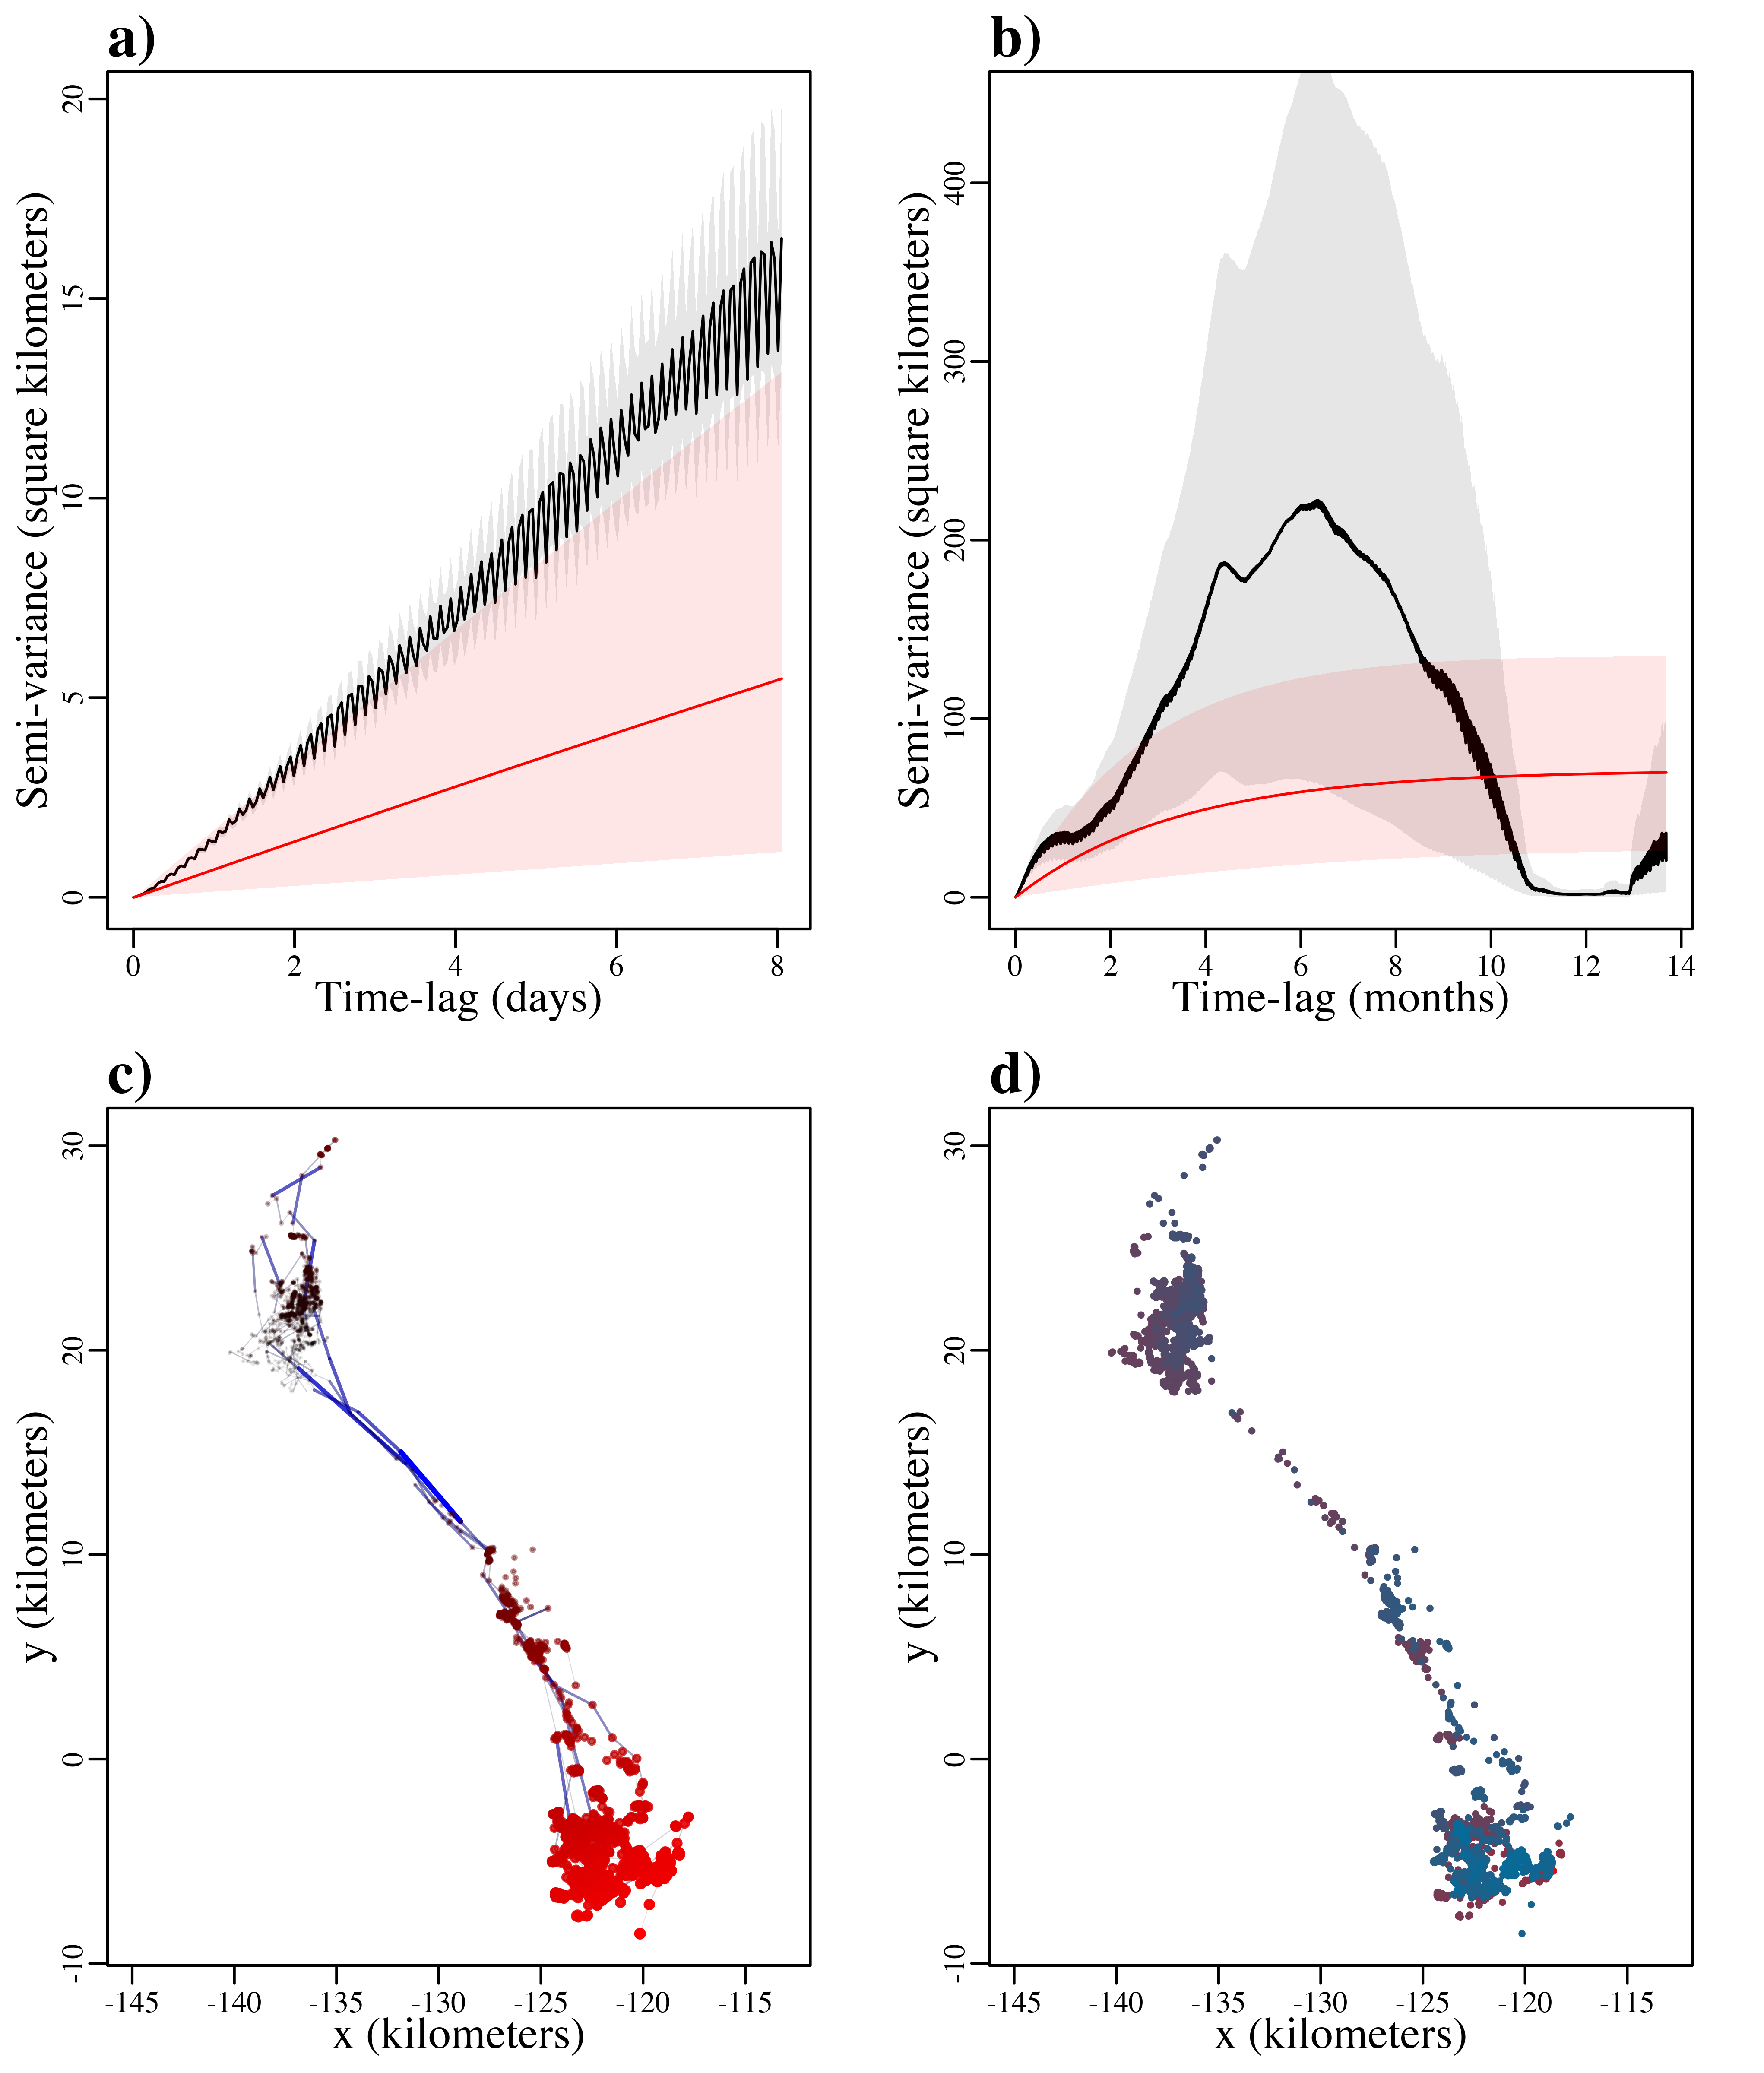 a)
Semi-variance (square kilometers)
20
15
10
5
0
0 2 4 6 8
Time-lag (days)
b)
Semi-variance (square kilometers)
400
300
200
100
0
0 2 4 6 8 10 12 14
Time-lag (months)
c)
y (kilometers)
30
20
10
0
-10
-145 -140 -135 -130 -125 -120 -115
x (kilometers)
d)
y (kilometers)
30
20
10
0
-10
-145 -140 -135 -130 -125 -120 -115
x (kilometers)